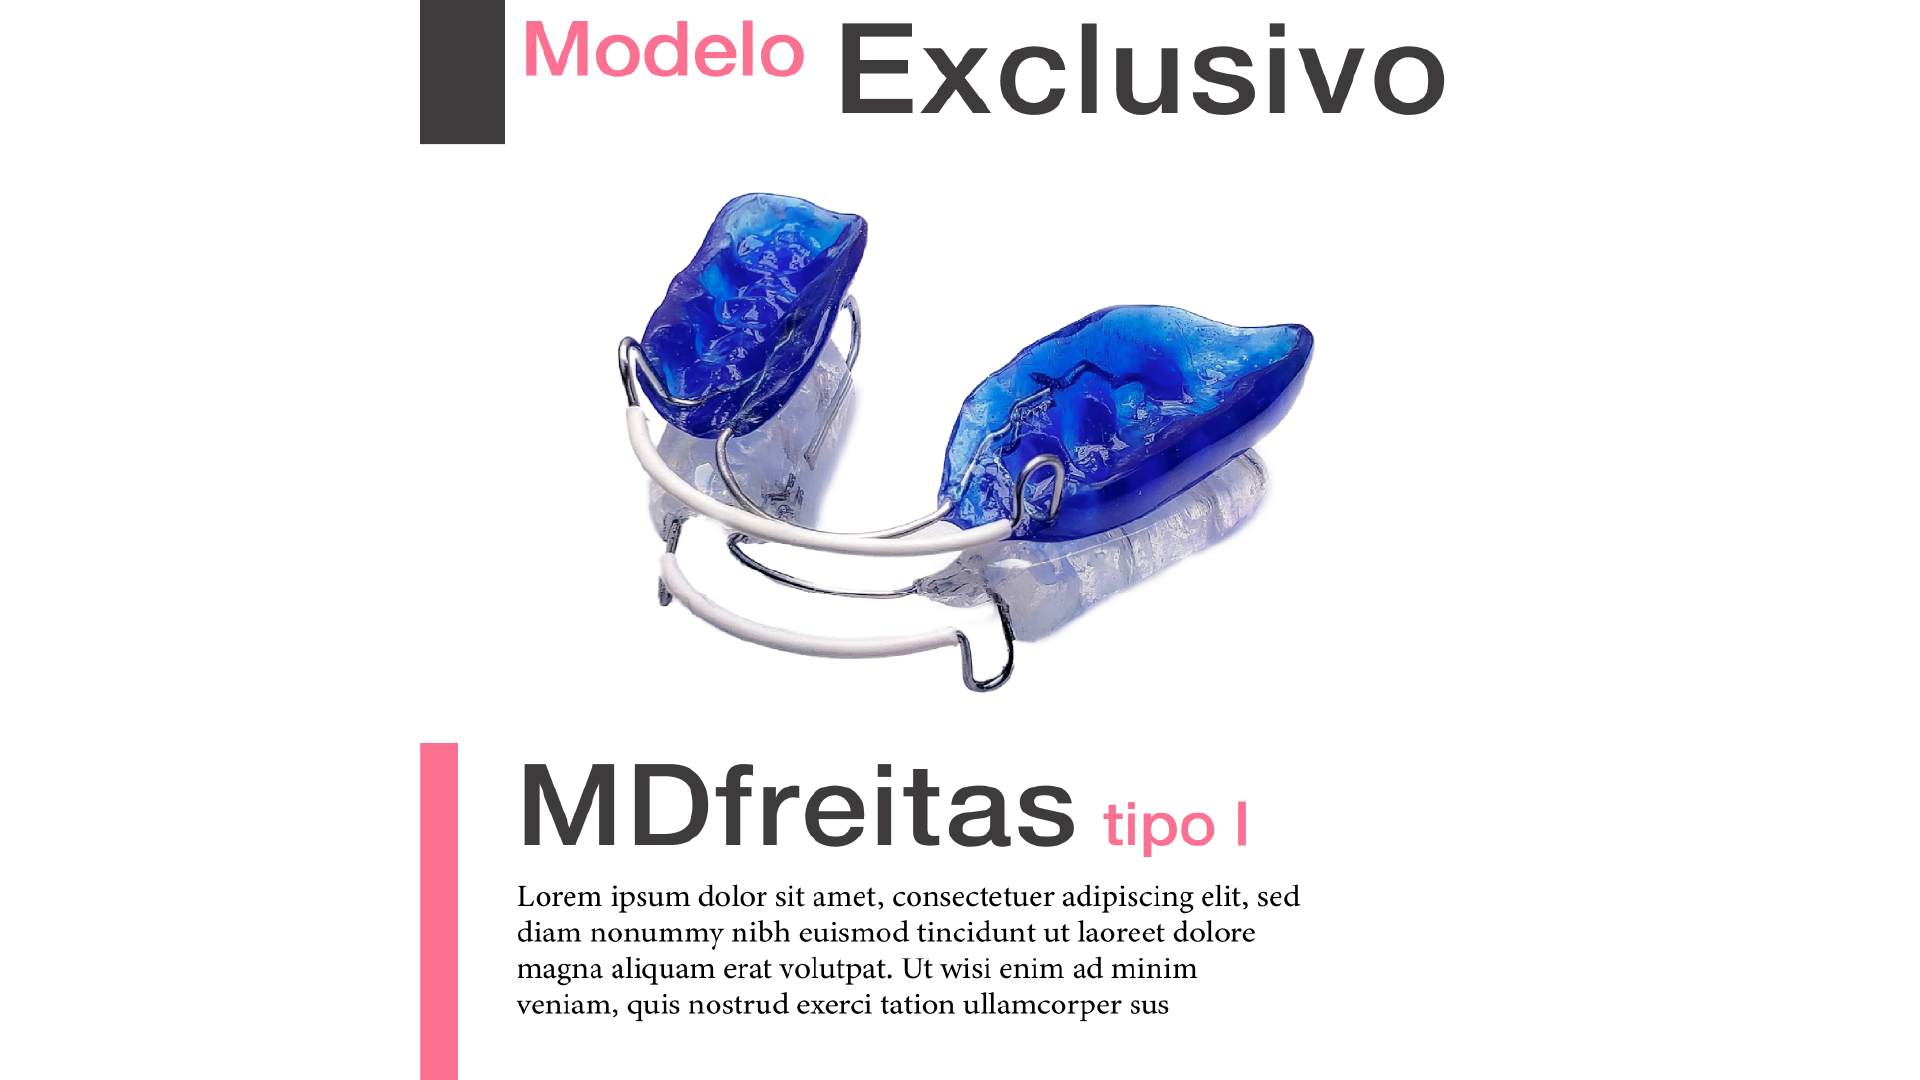 Modelo Exclusivo
MDfreitas tipo I
Lorem ipsum dolor sit amet, consectetuer adipiscing elit, sed
diam nonummy nibh euismod tincidunt ut laoreet dolore
magna aliquam erat volutpat. Ut wisi enim ad minim
veniam, quis nostrud exerci tation ullamcorper sus